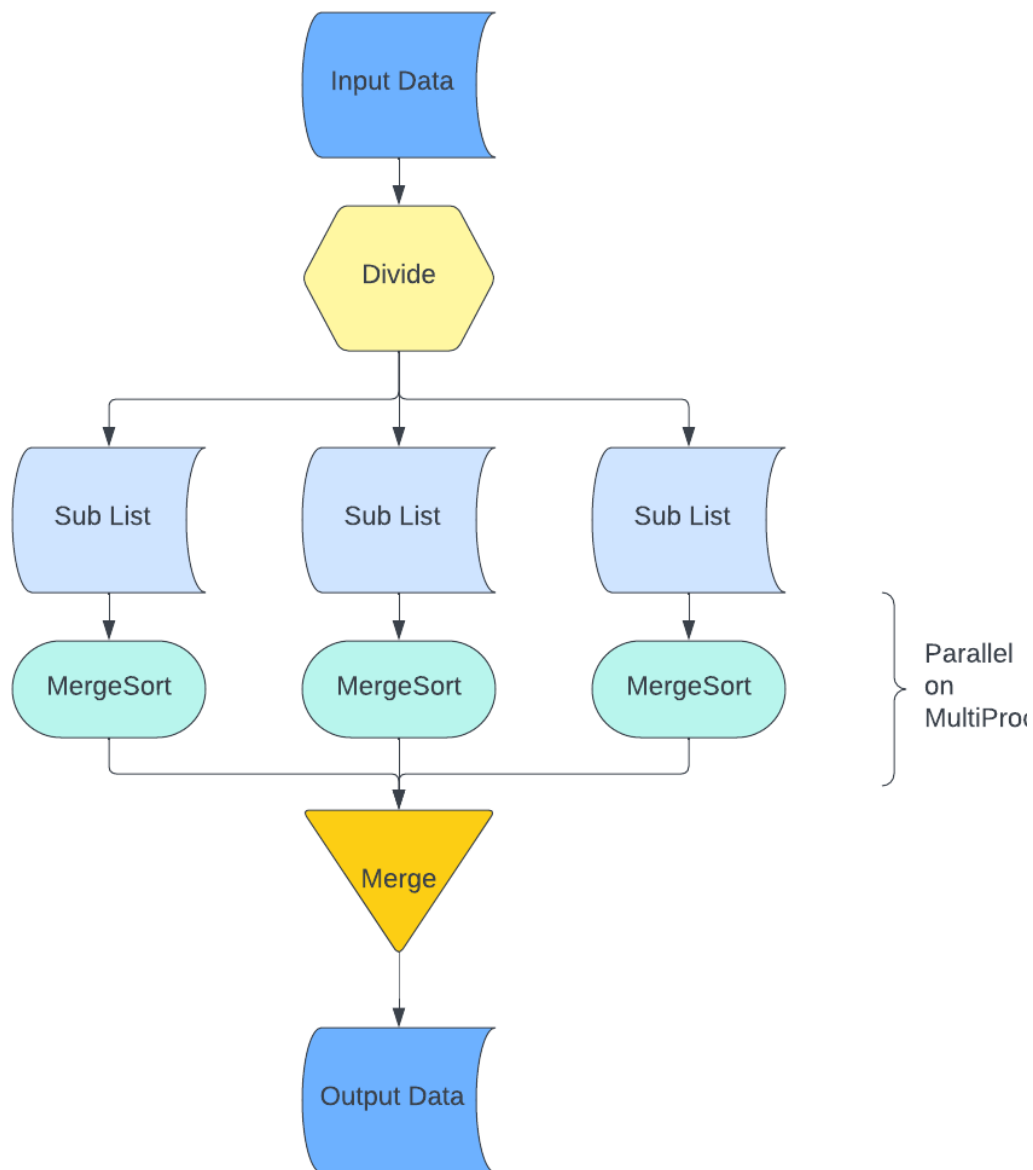 Input Data
Divide
Sub List
Sub List
Sub List
MergeSort
MergeSort
MergeSort
Parallel
on
Merge
Output Data